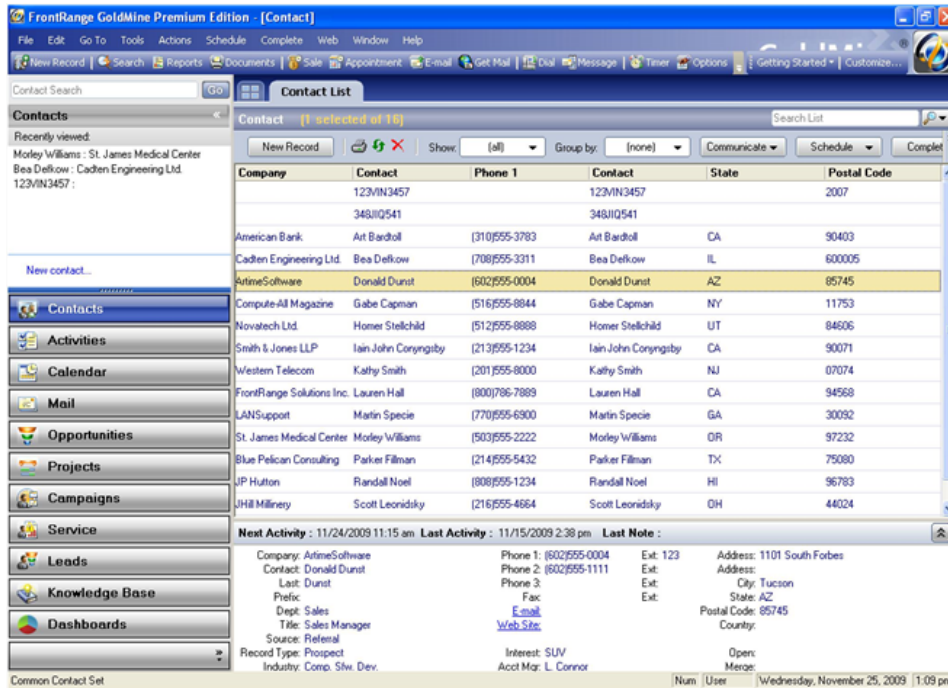 FrontRange GoldMine Premium Edition - [Contact]
File Edit Go To Tools Actions Schedule Complete Web Window Help
New Record Search Reports Documents Sale Appointment E-mail Get Mail Dial Message Timer Options Getting Started Customize...
Contact Search Go Contact List
Contacts
Contact [1 selected of 16] Search List
Recently viewed:
Morley Williams : St. James Medical Center
Bea Defkow : Cadten Engineering Ltd.
123VIN3457 :
New contact...
New Record Show: (all) Group by: (none) Communicate Schedule Complet
Company Contact Phone 1 Contact State Postal Code
123VIN3457 123VIN3457 2007
348JIQ541 348JIQ541
American Bank Art Bardtoll (310)555-3783 Art Bardtoll CA 90403
Cadten Engineering Ltd. Bea Defkow (708)555-3311 Bea Defkow IL 600005
ArtimeSoftware Donald Dunst (602)555-0004 Donald Dunst AZ 85745
Compute-All Magazine Gabe Capman (516)555-8844 Gabe Capman NY 11753
Novatech Ltd. Homer Stellchild (512)555-8888 Homer Stellchild UT 84606
Smith & Jones LLP Iain John Conyngsby (213)555-1234 Iain John Conyngsby CA 90071
Western Telecom Kathy Smith (201)555-8000 Kathy Smith NJ 07074
FrontRange Solutions Inc. Lauren Hall (800)786-7889 Lauren Hall CA 94568
LANSupport Martin Specie (770)555-6900 Martin Specie GA 30092
St. James Medical Center Morley Williams (503)555-2222 Morley Williams OR 97232
Blue Pelican Consulting Parker Fillman (214)555-5432 Parker Fillman TX 75080
JP Hutton Randall Noel (808)555-1234 Randall Noel HI 96783
JHill Millinery Scott Leonidsky (216)555-4664 Scott Leonidsky OH 44024
Contacts
Activities
Calendar
Mail
Opportunities
Projects
Campaigns
Service
Leads
Knowledge Base
Dashboards
Next Activity : 11/24/2009 11:15 am Last Activity : 11/15/2009 2:38 pm Last Note :
Company: ArtimeSoftware Phone 1: (602)555-0004 Ext: 123 Address: 1101 South Forbes
Contact: Donald Dunst Phone 2: (602)555-1111 Ext: Address:
Last: Dunst Phone 3: Ext: City: Tucson
Prefix: Fax: Ext: State: AZ
Dept: Sales E-mail: Postal Code: 85745
Title: Sales Manager Web Site: Country:
Source: Referral
Record Type: Prospect Interest: SUV Open:
Industry: Comp. Sfw. Dev. Acct Mgr: L. Connor Merge:
Common Contact Set Num User Wednesday, November 25, 2009 1:09 pm